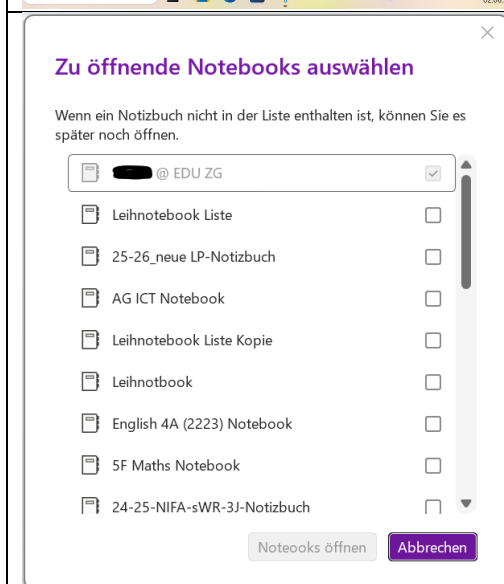 02.06.
Zu öffnende Notebooks auswählen
Wenn ein Notizbuch nicht in der Liste enthalten ist, können Sie es
später noch öffnen.
@ EDU ZG
Leihnotebook Liste
25-26_neue LP-Notizbuch
AG ICT Notebook
Leihnotebook Liste Kopie
Leihnotbook
English 4A (2223) Notebook
5F Maths Notebook
24-25-NIFA-sWR-3J-Notizbuch
Noteooks öffnen
Abbrechen